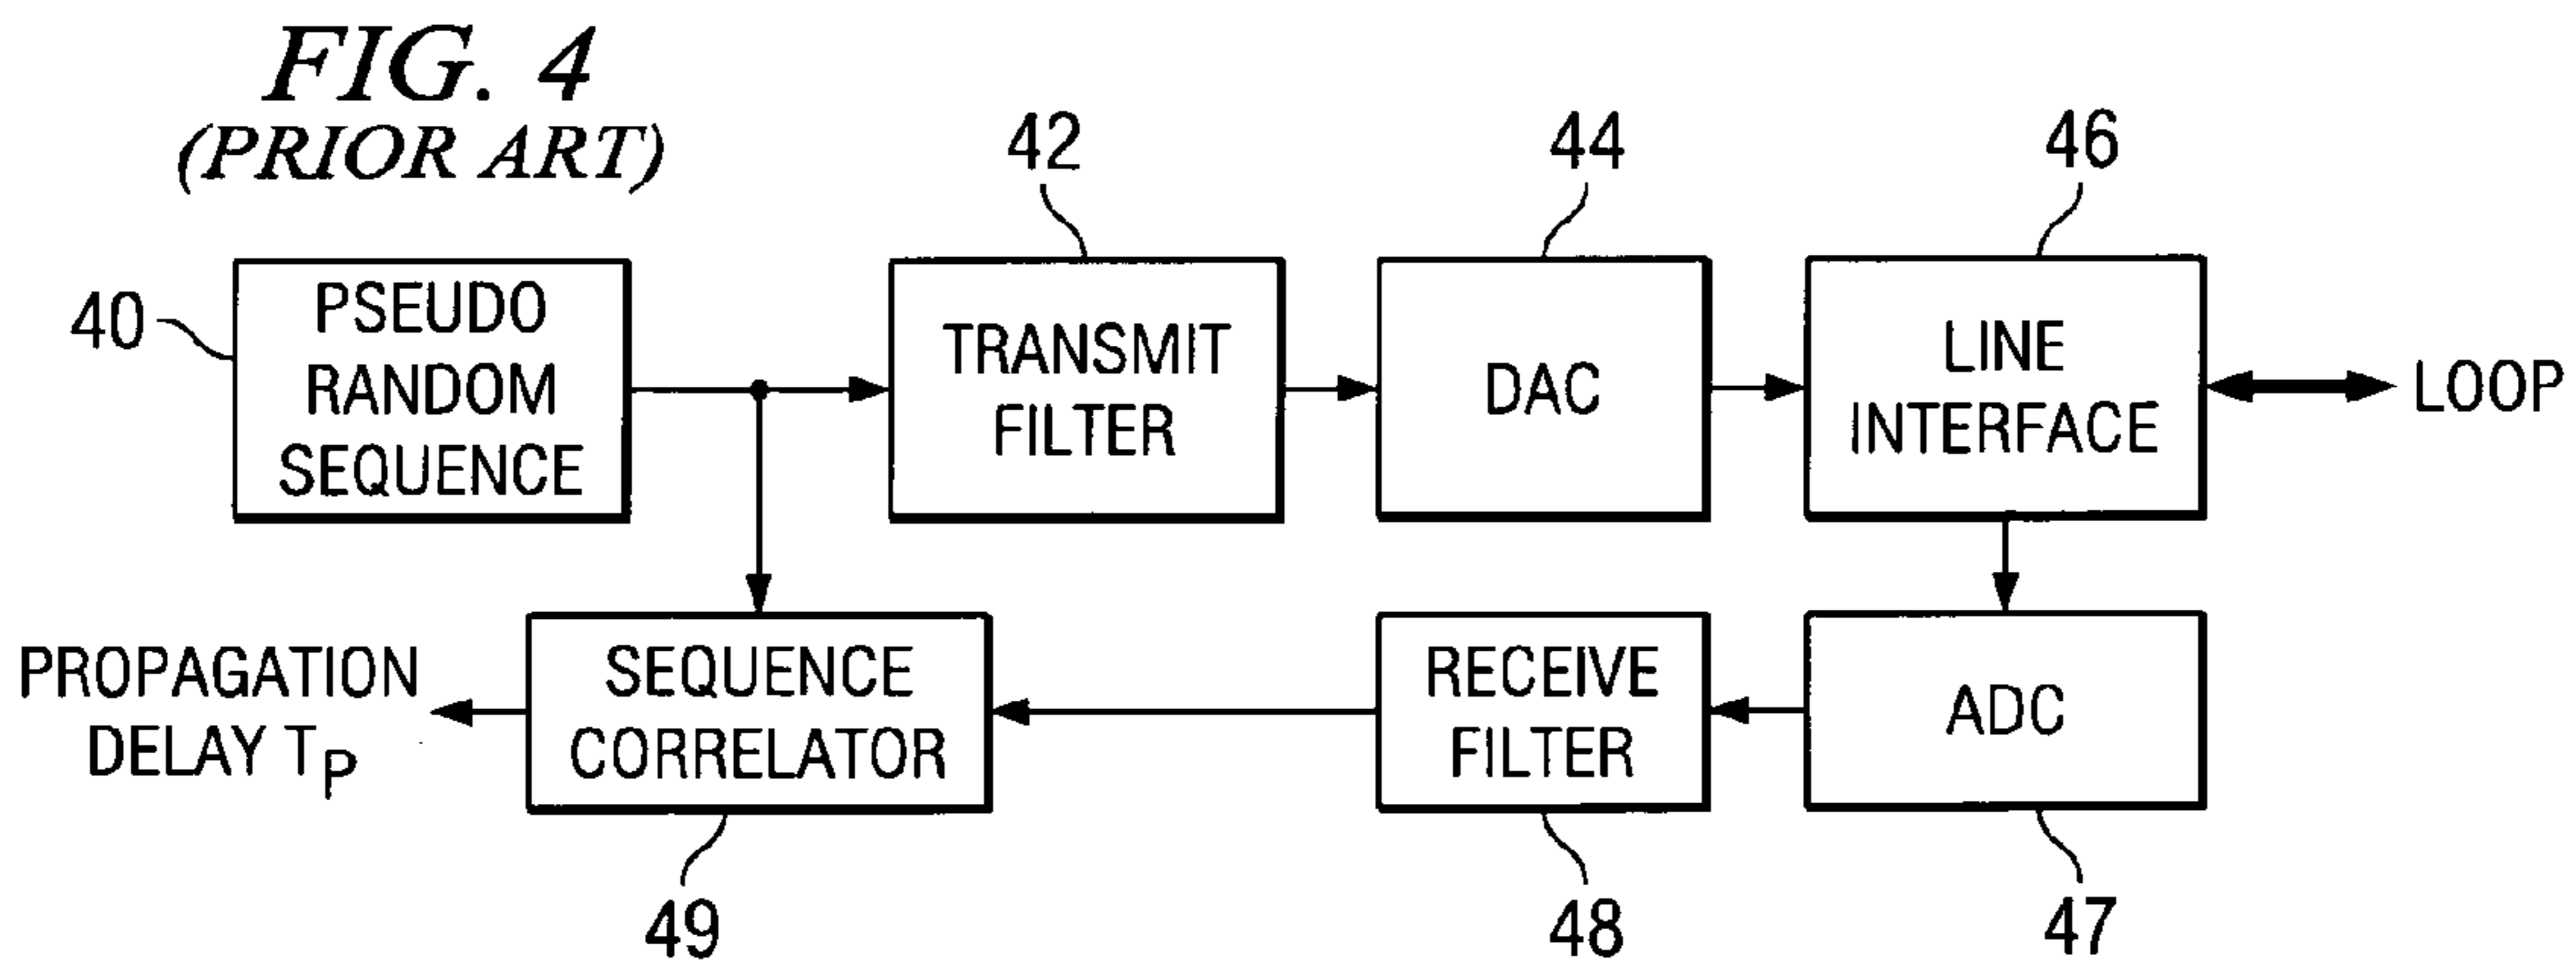 FIG. 4
(PRIOR ART)
42
44
46
40
PSEUDO
RANDOM
SEQUENCE
TRANSMIT
FILTER
DAC
LINE
INTERFACE
LOOP
PROPAGATION
DELAY TP
SEQUENCE
CORRELATOR
RECEIVE
FILTER
ADC
49
48
47